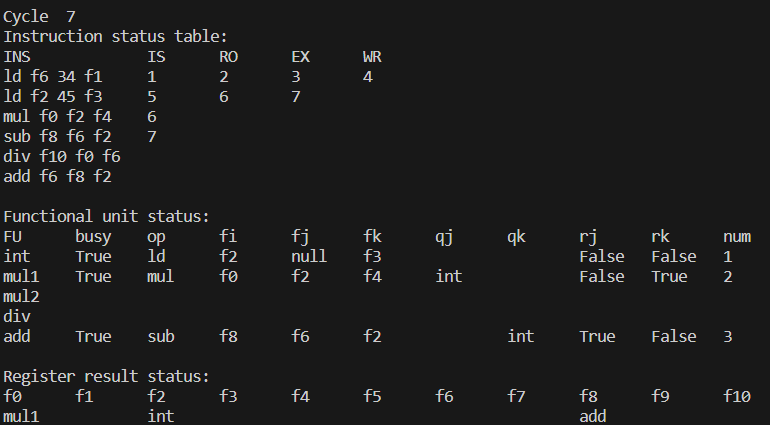 Cycle  7
Instruction status table:
INS             IS      RO      EX      WR
ld f6 34 f1     1       2       3       4
ld f2 45 f3     5       6       7
mul f0 f2 f4    6
sub f8 f6 f2    7
div f10 f0 f6
add f6 f8 f2

Functional unit status:
FU      busy    op      fi      fj      fk      qj      qk      rj      rk      num
int     True    ld      f2      null    f3                      False   False   1
mul1    True    mul     f0      f2      f4      int             False   True    2
mul2
div
add     True    sub     f8      f6      f2              int     True    False   3

Register result status:
f0      f1      f2      f3      f4      f5      f6      f7      f8      f9      f10
mul1            int                                             add